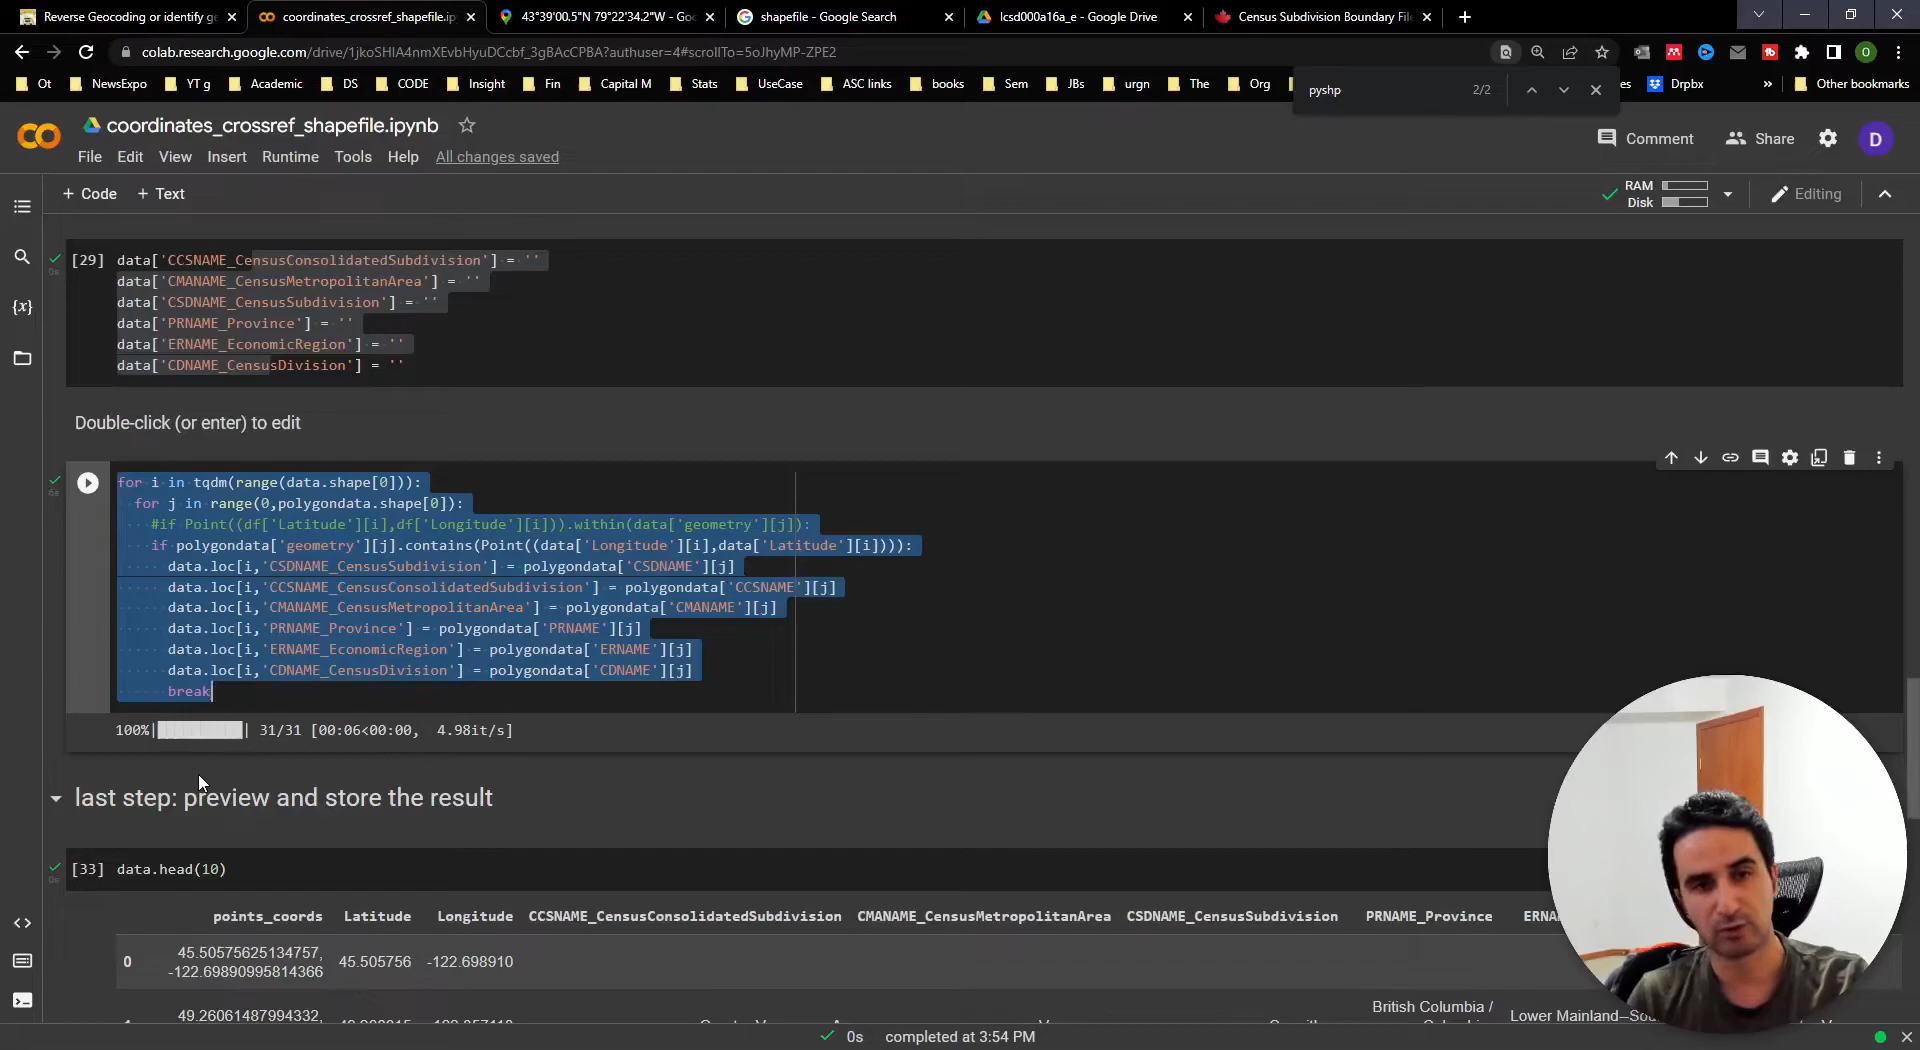 Reverse Geocoding or identify ge
coordinates_crossref_shapefile.ip
43°39'00.5"N 79°22'34.2"W - Goo
shapefile - Google Search
lcsd000a16a_e - Google Drive
Census Subdivision Boundary File
colab.research.google.com/drive/1jkoSHIA4nmXEvbHyuDCcbf_3gBAcCPBA?authuser=4#scrollTo=5oJhyMP-ZPE2
Ot NewsExpo YT g Academic DS CODE Insight Fin Capital M Stats UseCase ASC links books Sem JBs urgn The Org es Drpbx » Other bookmarks
pyshp 2/2
coordinates_crossref_shapefile.ipynb
Comment Share D
File Edit View Insert Runtime Tools Help All changes saved
+ Code + Text
RAM
Disk
Editing
[29] data['CCSNAME_CensusConsolidatedSubdivision'] = ''
data['CMANAME_CensusMetropolitanArea'] = ''
data['CSDNAME_CensusSubdivision'] = ''
data['PRNAME_Province'] = ''
data['ERNAME_EconomicRegion'] = ''
data['CDNAME_CensusDivision'] = ''
Double-click (or enter) to edit
for i in tqdm(range(data.shape[0])):
for j in range(0,polygondata.shape[0]):
#if Point((df['Latitude'][i],df['Longitude'][i])).within(data['geometry'][j]):
if polygondata['geometry'][j].contains(Point((data['Longitude'][i],data['Latitude'][i]))):
data.loc[i,'CSDNAME_CensusSubdivision'] = polygondata['CSDNAME'][j]
data.loc[i,'CCSNAME_CensusConsolidatedSubdivision'] = polygondata['CCSNAME'][j]
data.loc[i,'CMANAME_CensusMetropolitanArea'] = polygondata['CMANAME'][j]
data.loc[i,'PRNAME_Province'] = polygondata['PRNAME'][j]
data.loc[i,'ERNAME_EconomicRegion'] = polygondata['ERNAME'][j]
data.loc[i,'CDNAME_CensusDivision'] = polygondata['CDNAME'][j]
break
100%| | 31/31 [00:06<00:00, 4.98it/s]
last step: preview and store the result
[33] data.head(10)
points_coords Latitude Longitude CCSNAME_CensusConsolidatedSubdivision CMANAME_CensusMetropolitanArea CSDNAME_CensusSubdivision PRNAME_Province ERN
0 45.50575625134757, -122.69890995814366 45.505756 -122.698910
British Columbia /
49.26061487994332,
Lower Mainland--Sou
0s completed at 3:54 PM